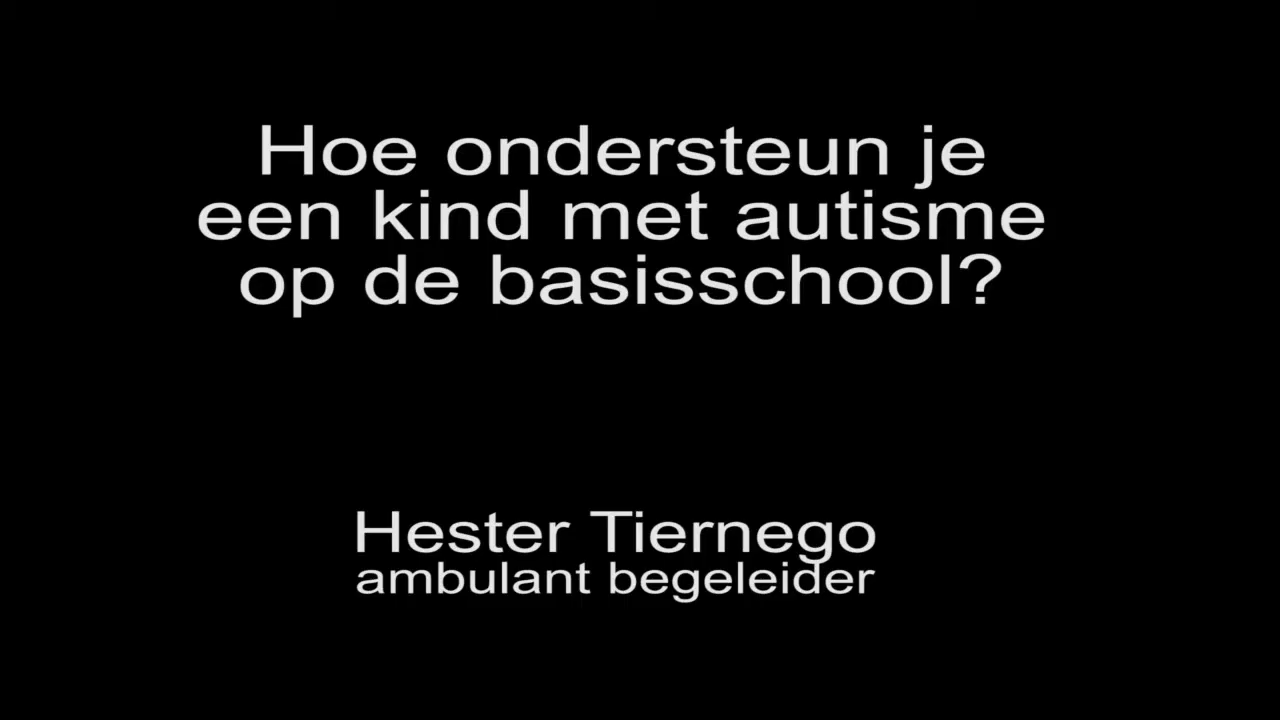 Hoe ondersteun je
een kind met autisme
op de basisschool?
Hester Tiernego
ambulant begeleider